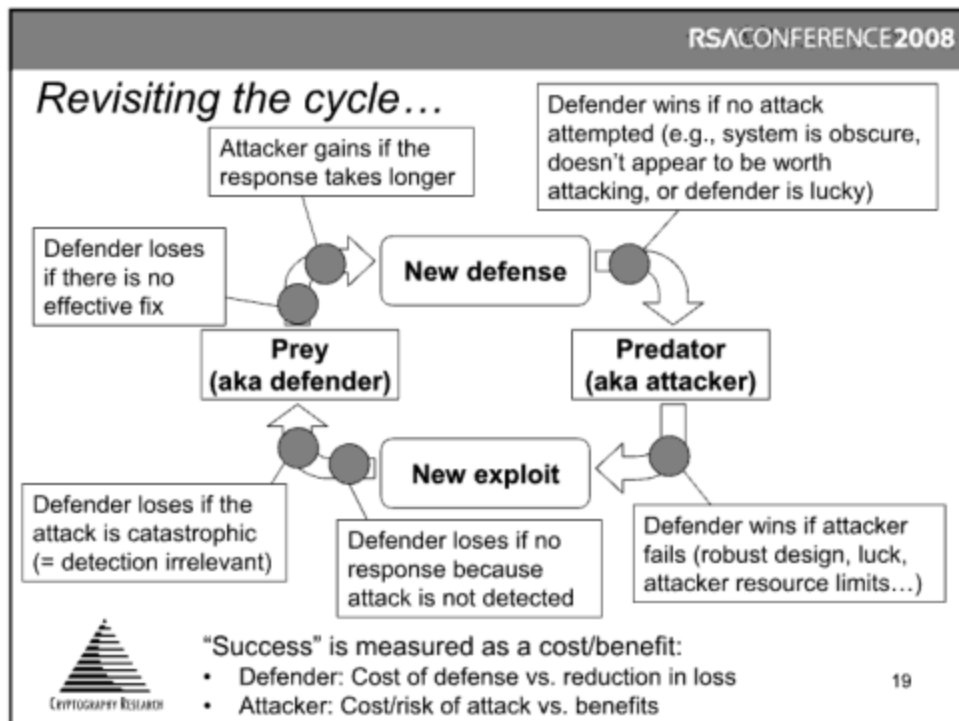 RSACONFERENCE2008
Revisiting the cycle…
Attacker gains if the
response takes longer
Defender wins if no attack
attempted (e.g., system is obscure,
doesn't appear to be worth
attacking, or defender is lucky)
Defender loses
if there is no
effective fix
New defense
Prey
(aka defender)
Predator
(aka attacker)
New exploit
Defender loses if the
attack is catastrophic
(= detection irrelevant)
Defender loses if no
response because
attack is not detected
Defender wins if attacker
fails (robust design, luck,
attacker resource limits…)
"Success" is measured as a cost/benefit:
• Defender: Cost of defense vs. reduction in loss
• Attacker: Cost/risk of attack vs. benefits
CRYPTOGRAPHY RESEARCH
19